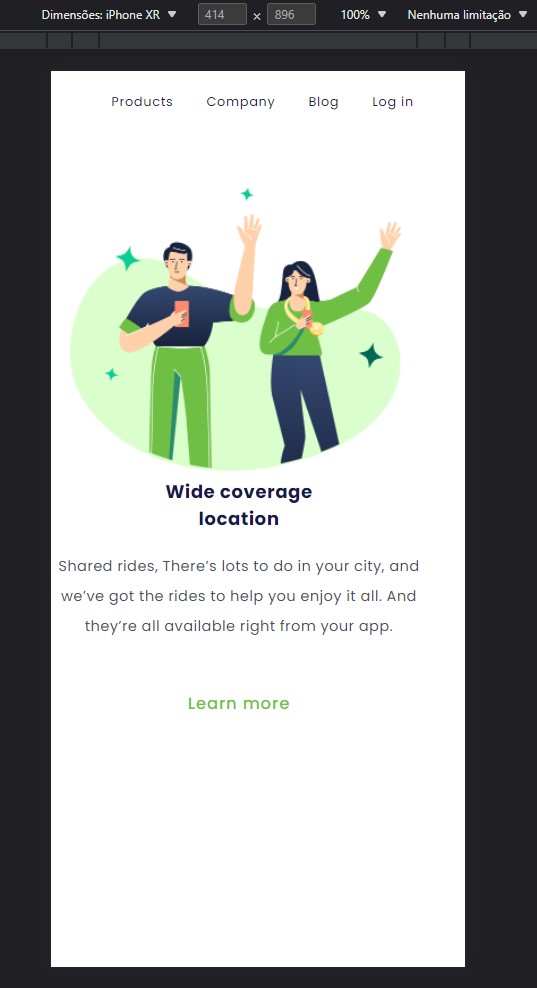 Dimensões: iPhone XR 414 × 896 100% Nenhuma limitação
Products Company Blog Log in
Wide coverage
location
Shared rides, There’s lots to do in your city, and
we’ve got the rides to help you enjoy it all. And
they’re all available right from your app.
Learn more